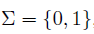 Σ = {0, 1}